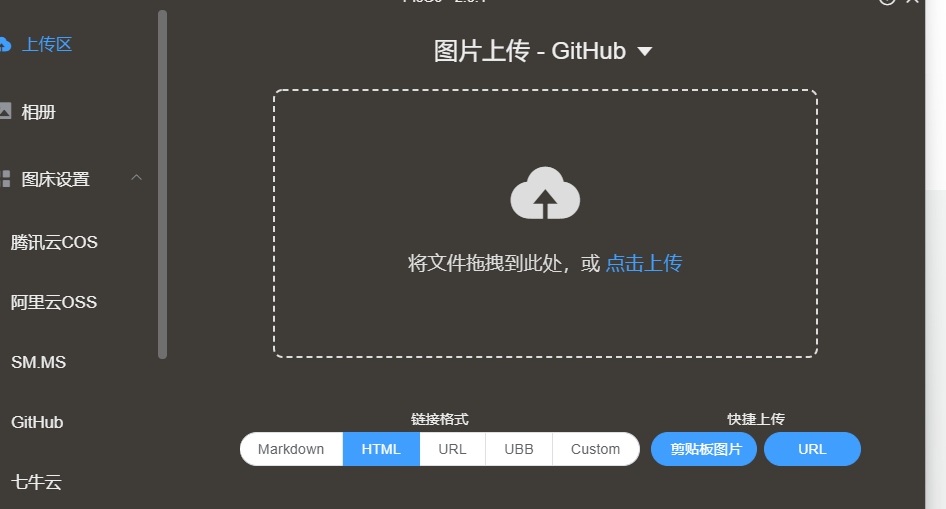 上传区
相册
图床设置
腾讯云COS
阿里云OSS
SM.MS
GitHub
七牛云
图片上传 - GitHub
将文件拖拽到此处，或 点击上传
链接格式
Markdown HTML URL UBB Custom
快捷上传
剪贴板图片 URL